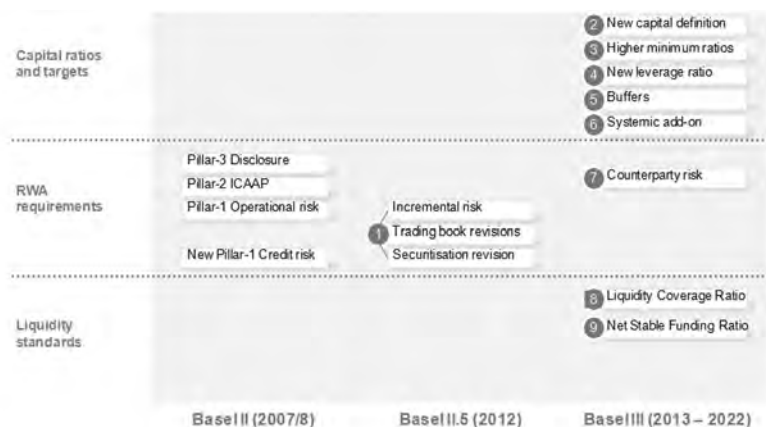 Capital ratios
and targets
2 New capital definition
3 Higher minimum ratios
4 New leverage ratio
5 Buffers
6 Systemic add-on
RWA
requirements
Pillar-3 Disclosure
Pillar-2 ICAAP
Pillar-1 Operational risk
New Pillar-1 Credit risk
Incremental risk
1 Trading book revisions
Securitisation revision
7 Counterparty risk
Liquidity
standards
8 Liquidity Coverage Ratio
9 Net Stable Funding Ratio
Basel II (2007/8)
Basel II.5 (2012)
Basel III (2013 – 2022)